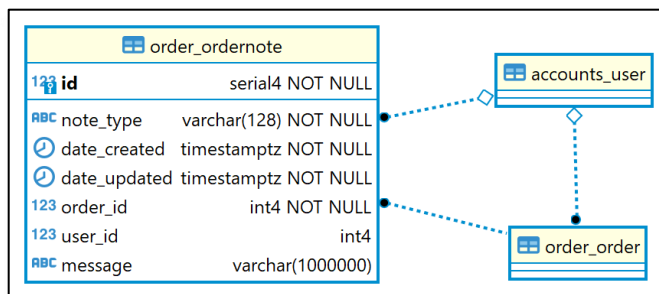 order_ordernote
123 id serial4 NOT NULL
ABC note_type varchar(128) NOT NULL
date_created timestamptz NOT NULL
date_updated timestamptz NOT NULL
123 order_id int4 NOT NULL
123 user_id int4
ABC message varchar(1000000)
accounts_user
order_order